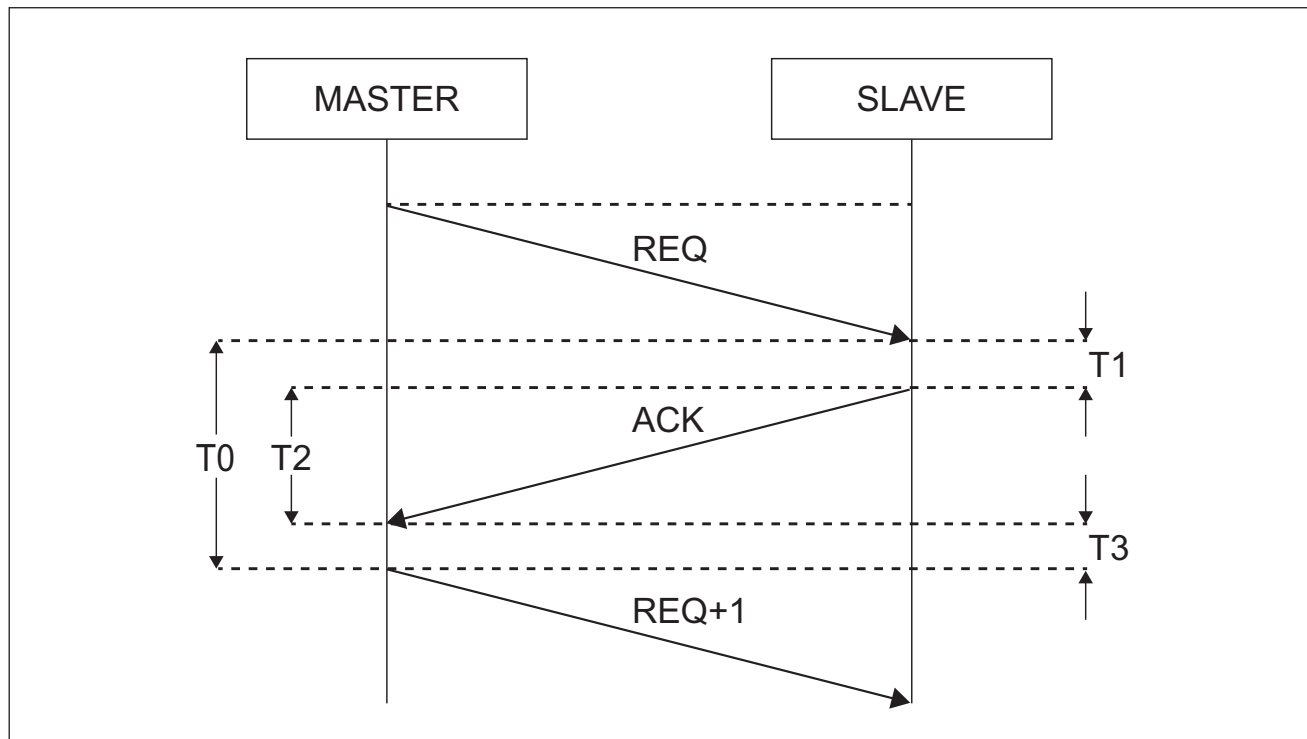 MASTER
SLAVE
REQ
T1
ACK
T0
T2
T3
REQ+1